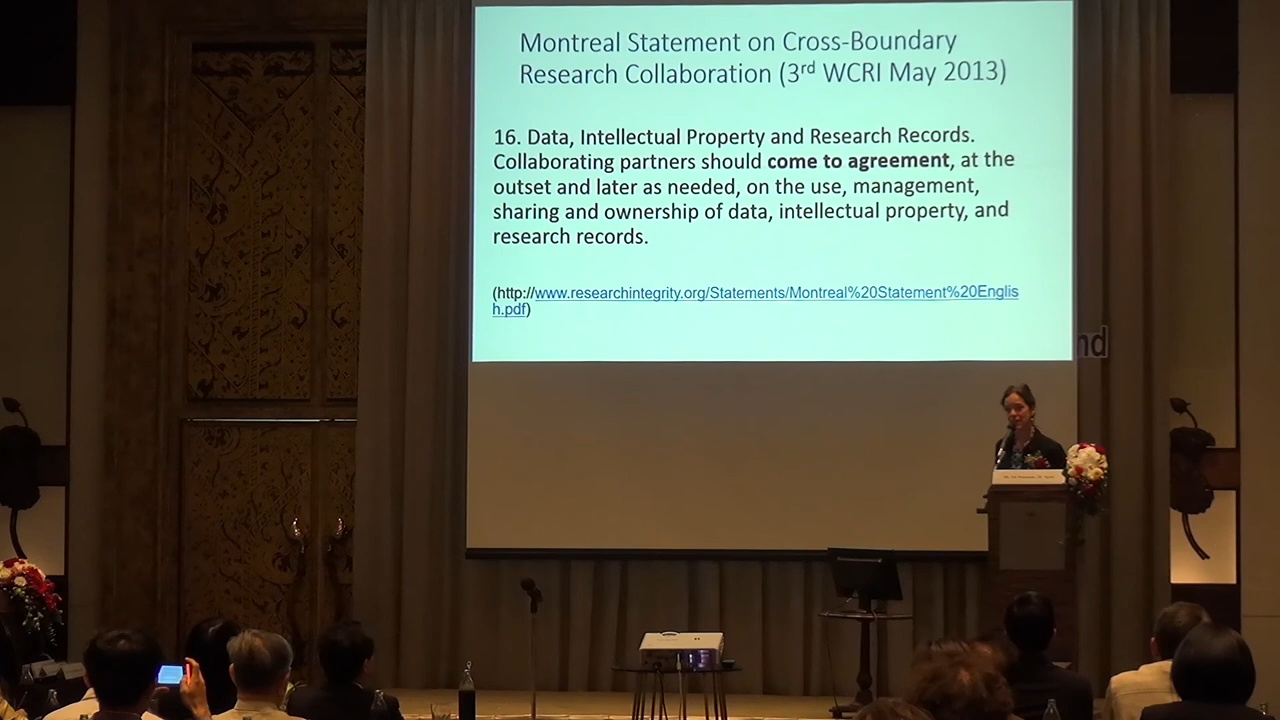 Montreal Statement on Cross-Boundary
Research Collaboration (3rd WCRI May 2013)
16. Data, Intellectual Property and Research Records.
Collaborating partners should come to agreement, at the
outset and later as needed, on the use, management,
sharing and ownership of data, intellectual property, and
research records.
(http://www.researchintegrity.org/Statements/Montreal%20Statement%20Englis
h.pdf)
nd